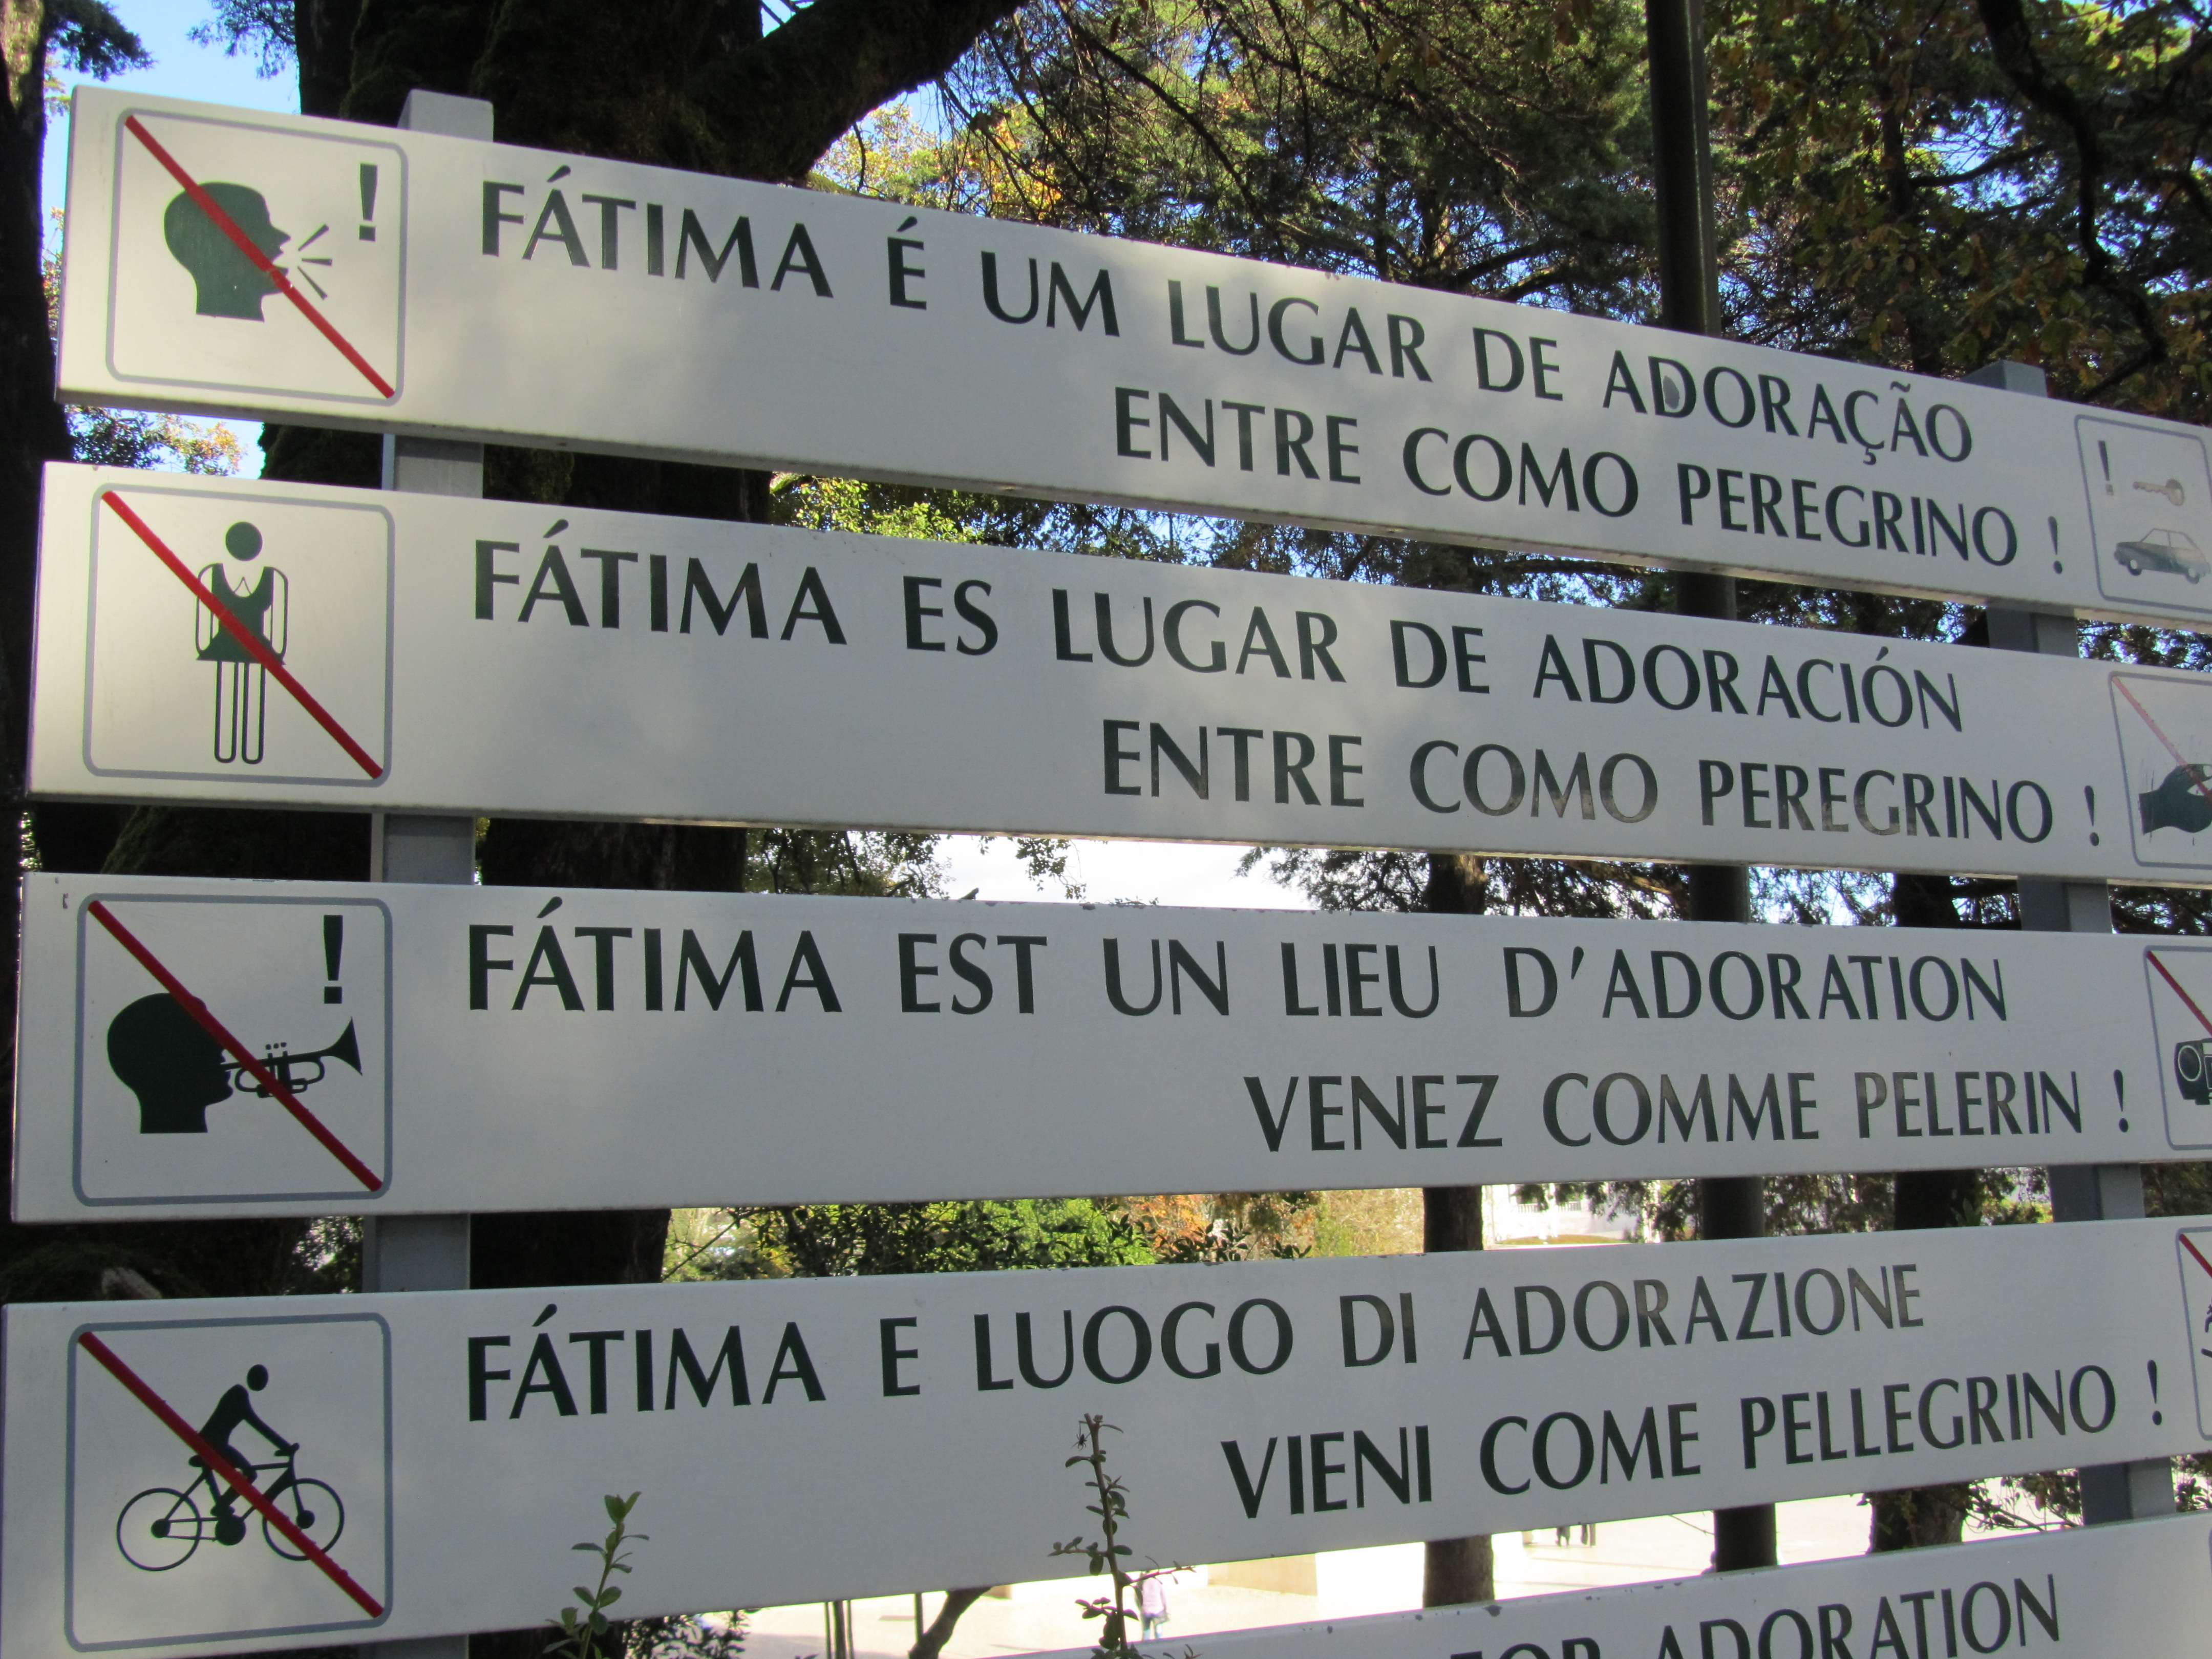 FÁTIMA É UM LUGAR DE ADORAÇÃO
ENTRE COMO PEREGRINO !
FÁTIMA ES LUGAR DE ADORACIÓN
ENTRE COMO PEREGRINO !
FÁTIMA EST UN LIEU D'ADORATION
VENEZ COMME PELERIN !
FÁTIMA E LUOGO DI ADORAZIONE
VIENI COME PELLEGRINO !
FOR ADORATION